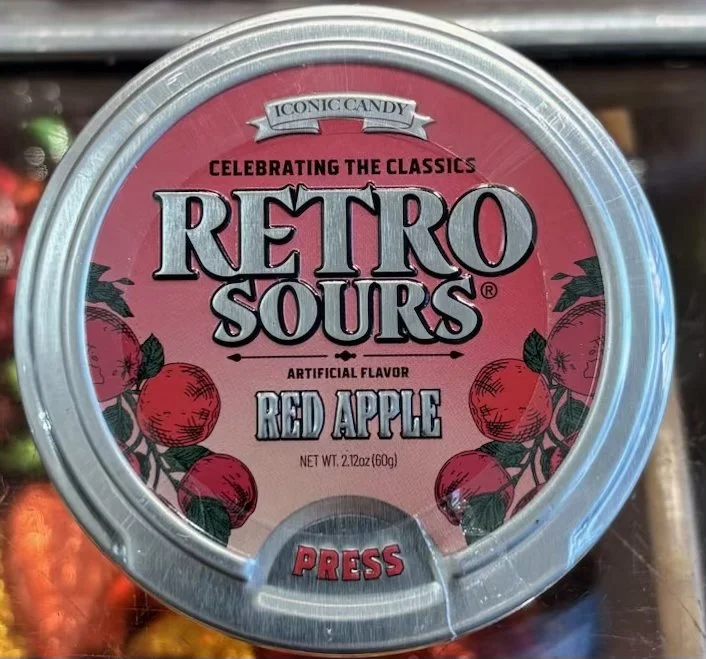 ICONIC CANDY
CELEBRATING THE CLASSICS
RETRO
SOURS®
ARTIFICIAL FLAVOR
RED APPLE
NET WT. 2.12oz (60g)
PRESS